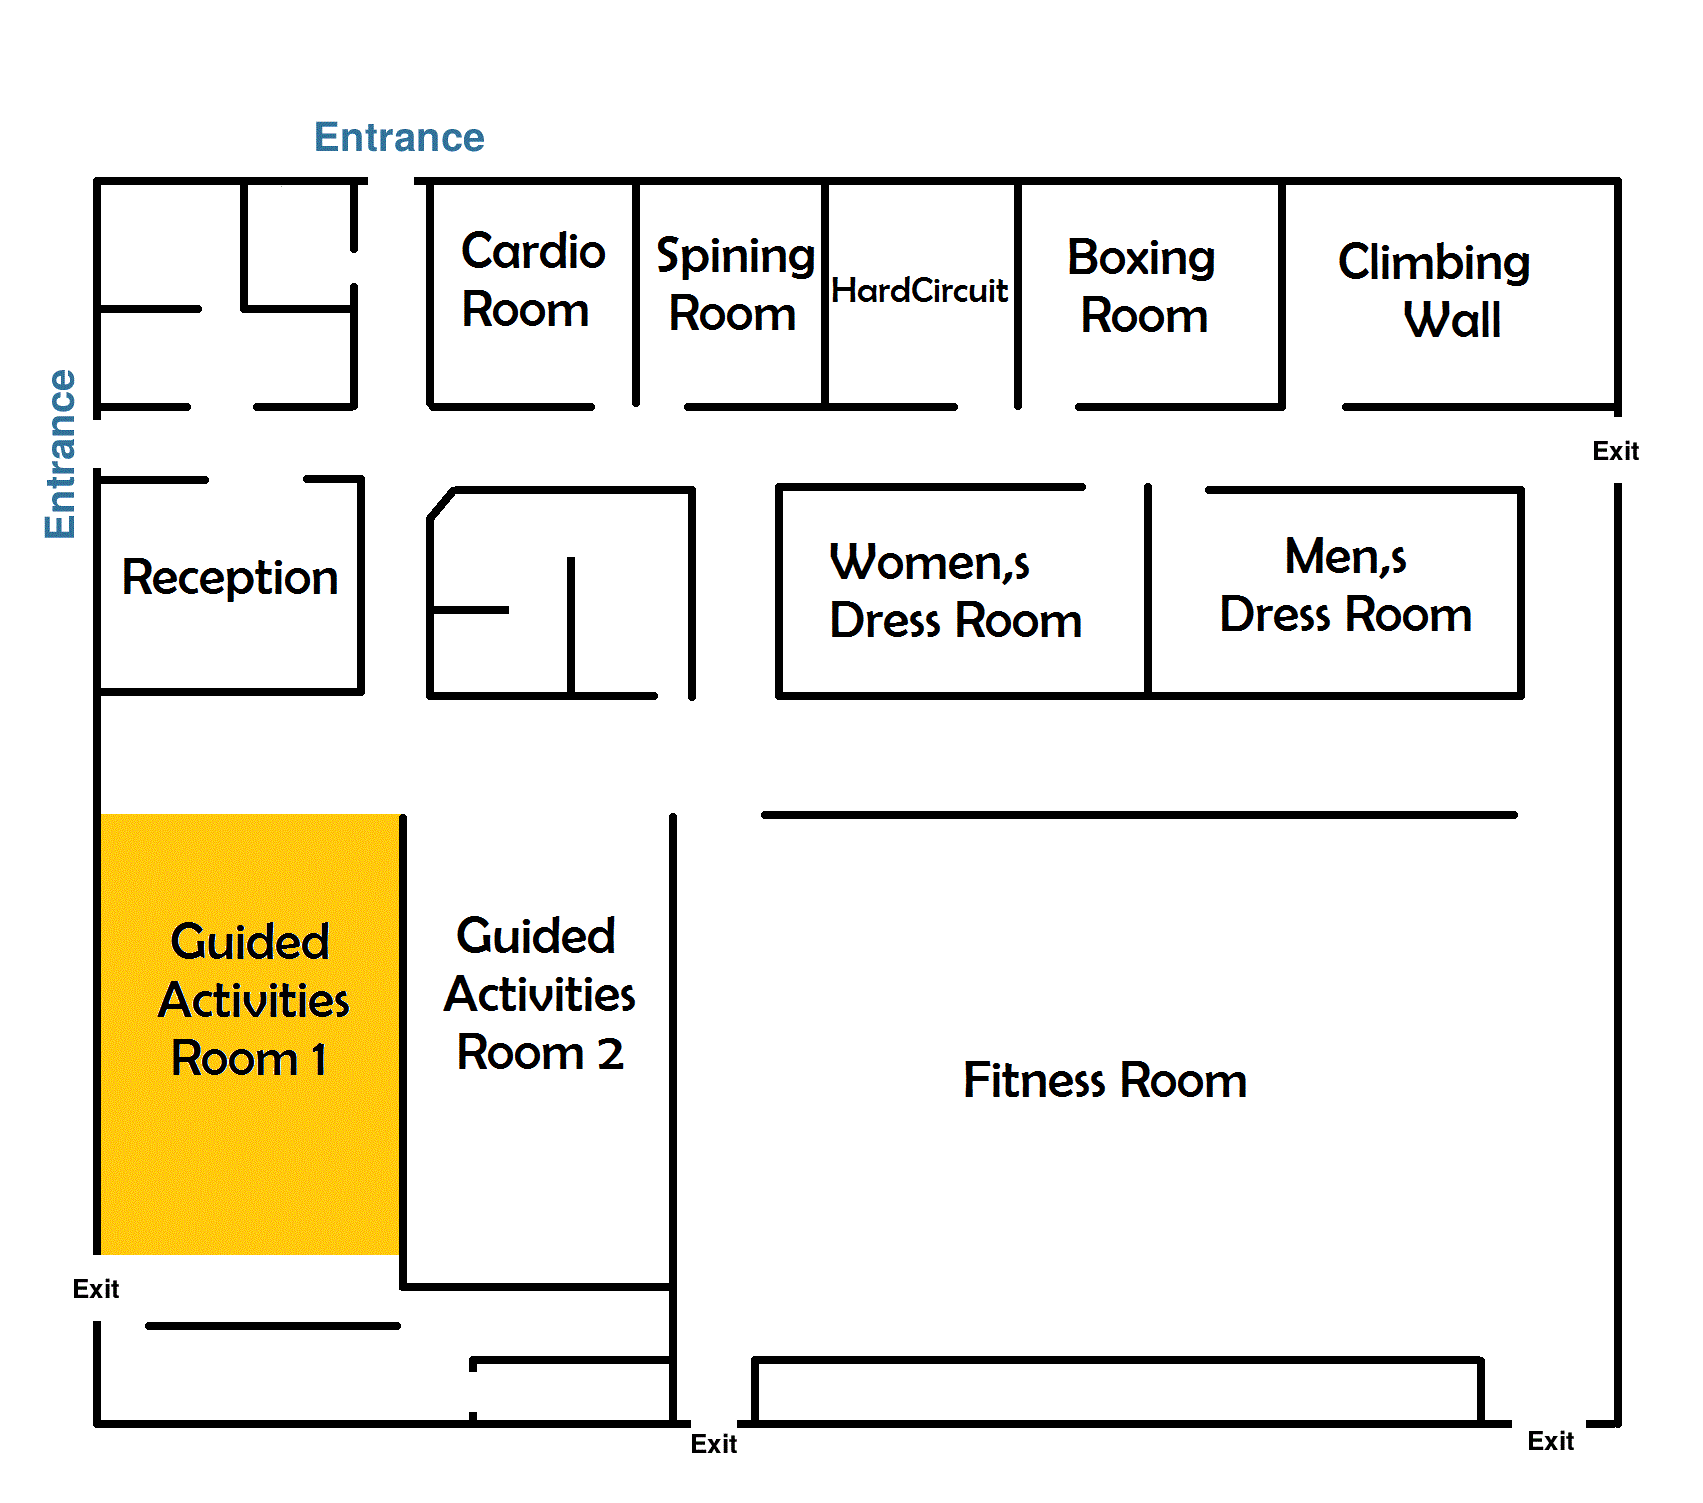 Entrance
Cardio
Room
Spining
Room
HardCircuit
Boxing
Room
Climbing
Wall
Entrance
Exit
Reception
Women,s
Dress Room
Men,s
Dress Room
Guided
Activities
Room 1
Guided
Activities
Room 2
Fitness Room
Exit
Exit
Exit